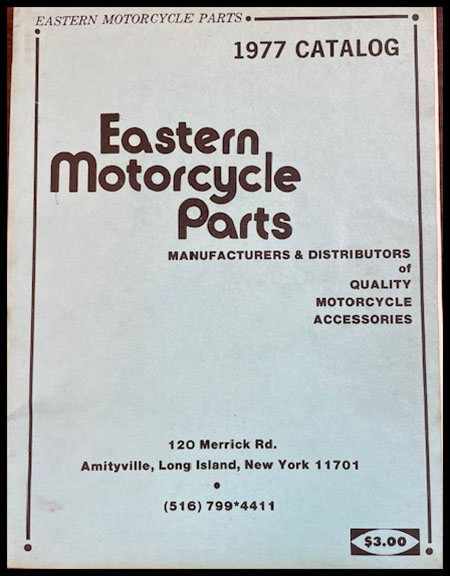 EASTERN MOTORCYCLE PARTS
1977 CATALOG
Eastern
Motorcycle
Parts
MANUFACTURERS & DISTRIBUTORS
of
QUALITY
MOTORCYCLE
ACCESSORIES
120 Merrick Rd.
Amityville, Long Island, New York 11701
(516) 799*4411
$3.00